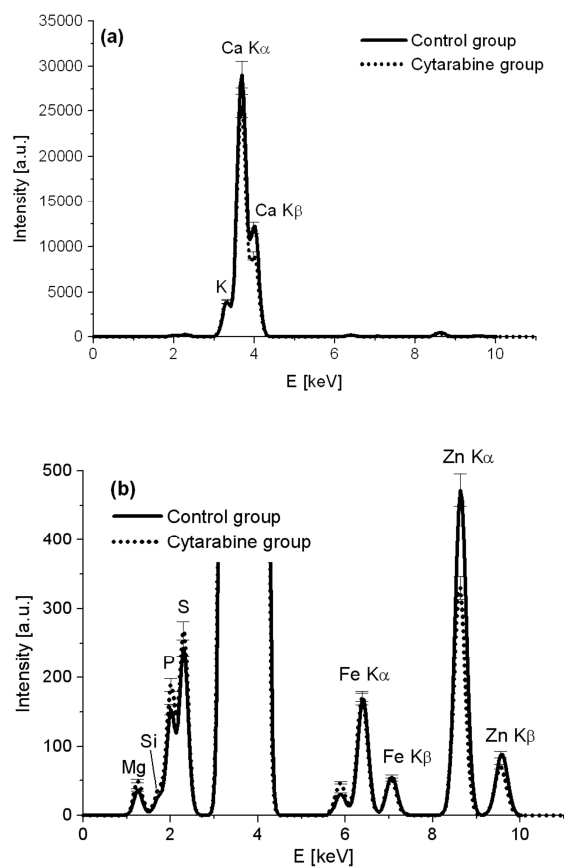 (a)
Ca Kα
Control group
Cytarabine group
35000
30000
25000
20000
15000
10000
5000
0
Intensity [a.u.]
Ca Kβ
K
0 2 4 6 8 10
E [keV]
(b)
Zn Kα
Control group
Cytarabine group
500
400
300
200
100
0
Intensity [a.u.]
S
P
Si
Mg
Fe Kα
Fe Kβ
Zn Kβ
0 2 4 6 8 10
E [keV]